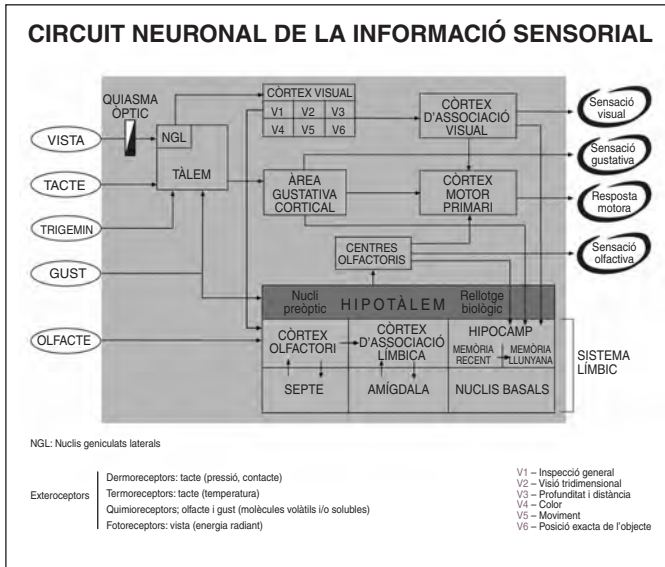 CIRCUIT NEURONAL DE LA INFORMACIÓ SENSORIAL
QUIASMA
ÒPTIC
VISTA
TACTE
TRIGEMIN
GUST
OLFACTE
NGL
TÀLEM
CÒRTEX VISUAL
V1 V2 V3
V4 V5 V6
CÒRTEX
D'ASSOCIACIÓ
VISUAL
ÀREA
GUSTATIVA
CORTICAL
CÒRTEX
MOTOR
PRIMARI
CENTRES
OLFACTORIS
Sensació
visual
Sensació
gustativa
Resposta
motora
Sensació
olfactiva
Nucli
preòptic
HIPOTÀLEM
Rellotge
biològic
CÒRTEX
OLFACTORI
CÒRTEX
D'ASSOCIACIÓ
LÍMBICA
HIPOCAMP
MEMÒRIA
RECENT
MEMÒRIA
LLUNYANA
SEPTE
AMÍGDALA
NUCLIS BASALS
SISTEMA
LÍMBIC
NGL: Nuclis geniculats laterals
Exteroceptors
Dermoreceptors: tacte (pressió, contacte)
Termoreceptors: tacte (temperatura)
Quimioreceptors; olfacte i gust (molècules volàtils i/o solubles)
Fotoreceptors: vista (energia radiant)
V1 – Inspecció general
V2 – Visió tridimensional
V3 – Profunditat i distància
V4 – Color
V5 – Moviment
V6 – Posició exacta de l'objecte